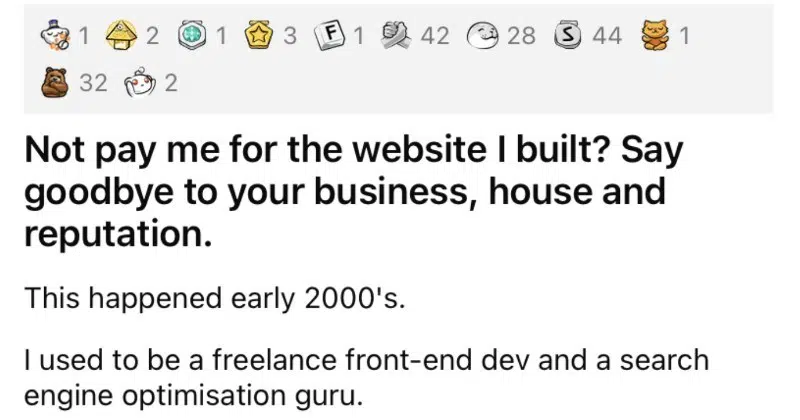 1 2 1 3 F 1 42 28 S 44 1
32 2
Not pay me for the website I built? Say
goodbye to your business, house and
reputation.
This happened early 2000's.
I used to be a freelance front-end dev and a search
engine optimisation guru.